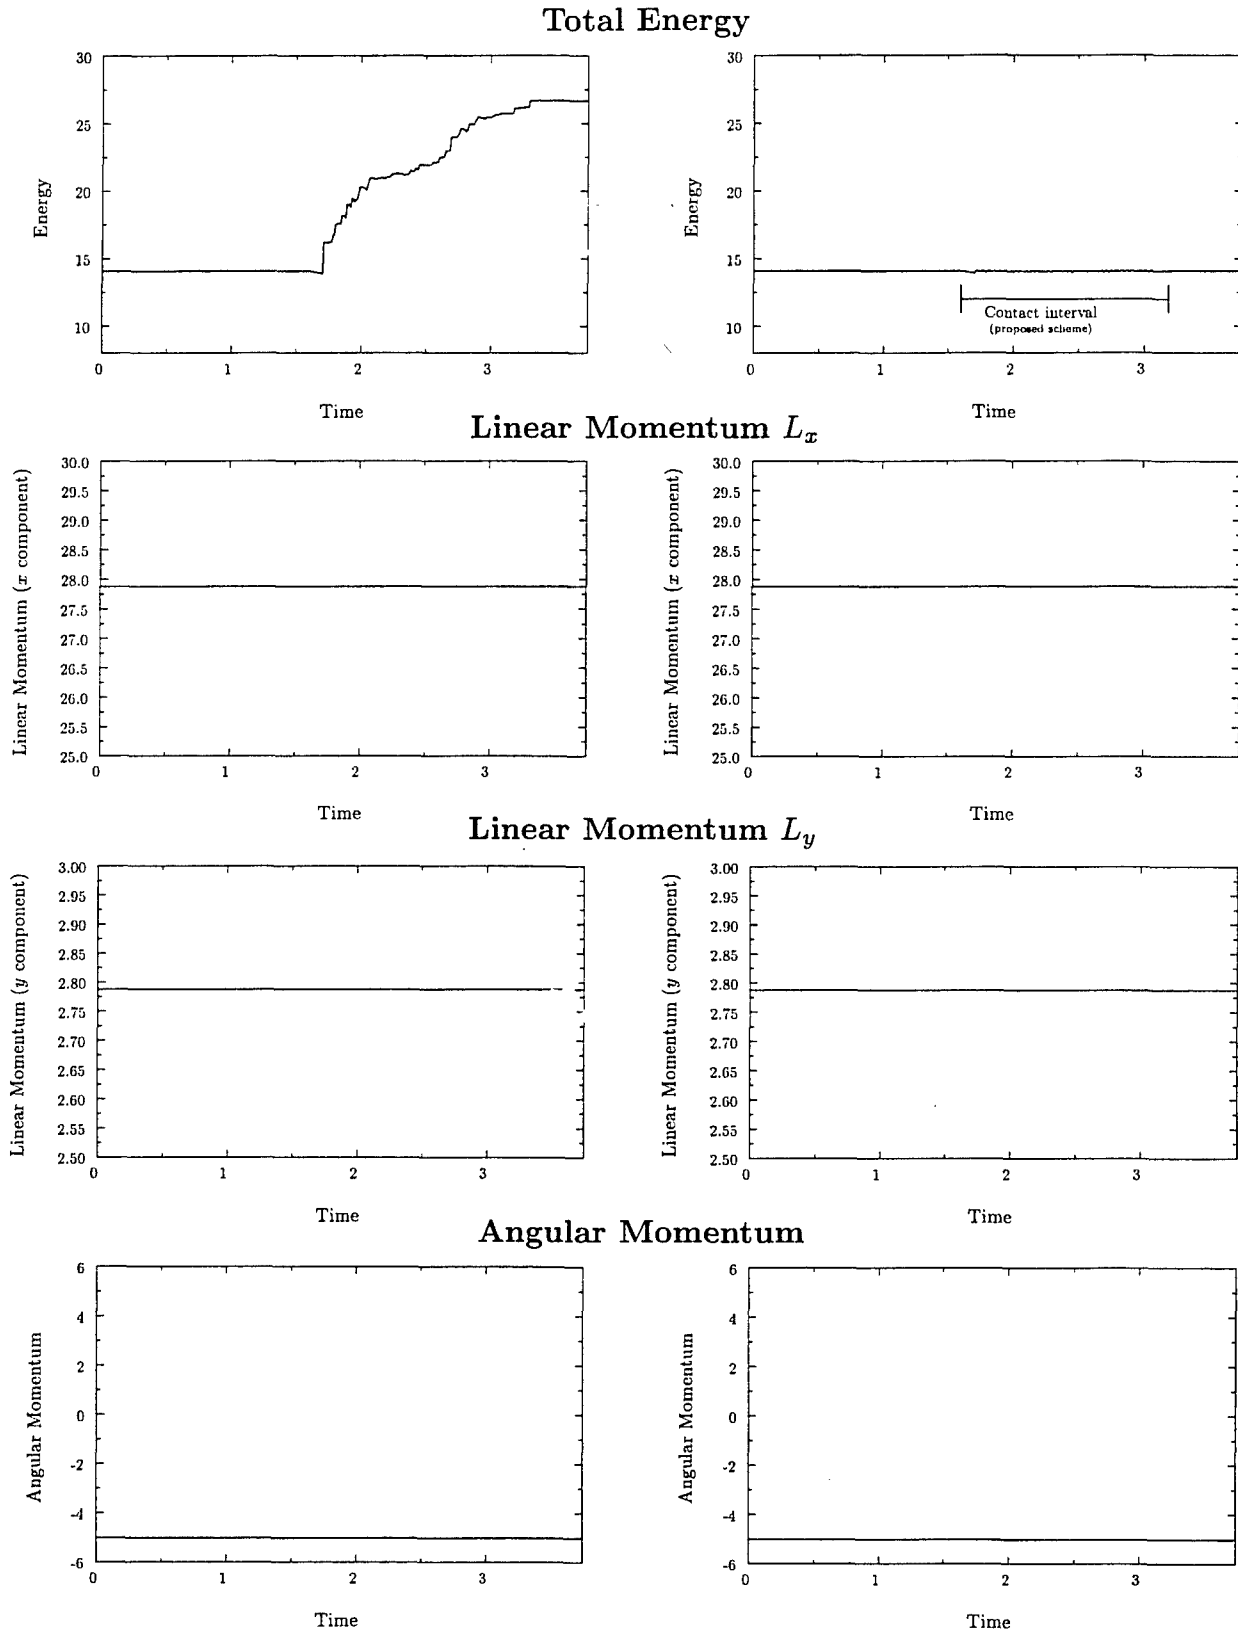 Total Energy
30
25
20
15
10
Energy
0 1 2 3
Time
30
25
20
15
10
Energy
Contact interval
(proposed scheme)
0 1 2 3
Time
Linear Momentum Lx
30.0
29.5
29.0
28.5
28.0
27.5
27.0
26.5
26.0
25.5
25.0
Linear Momentum (x component)
0 1 2 3
Time
30.0
29.5
29.0
28.5
28.0
27.5
27.0
26.5
26.0
25.5
25.0
Linear Momentum (x component)
0 1 2 3
Time
Linear Momentum Ly
3.00
2.95
2.90
2.85
2.80
2.75
2.70
2.65
2.60
2.55
2.50
Linear Momentum (y component)
0 1 2 3
Time
3.00
2.95
2.90
2.85
2.80
2.75
2.70
2.65
2.60
2.55
2.50
Linear Momentum (y component)
0 1 2 3
Time
Angular Momentum
6
4
2
0
-2
-4
-6
Angular Momentum
0 1 2 3
Time
6
4
2
0
-2
-4
-6
Angular Momentum
0 1 2 3
Time